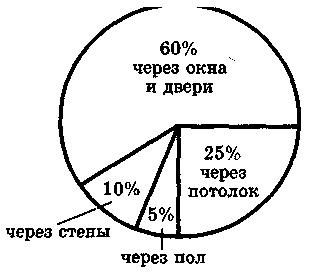 60%
через окна
и двери
25%
через
потолок
10%
5%
через стены
через пол